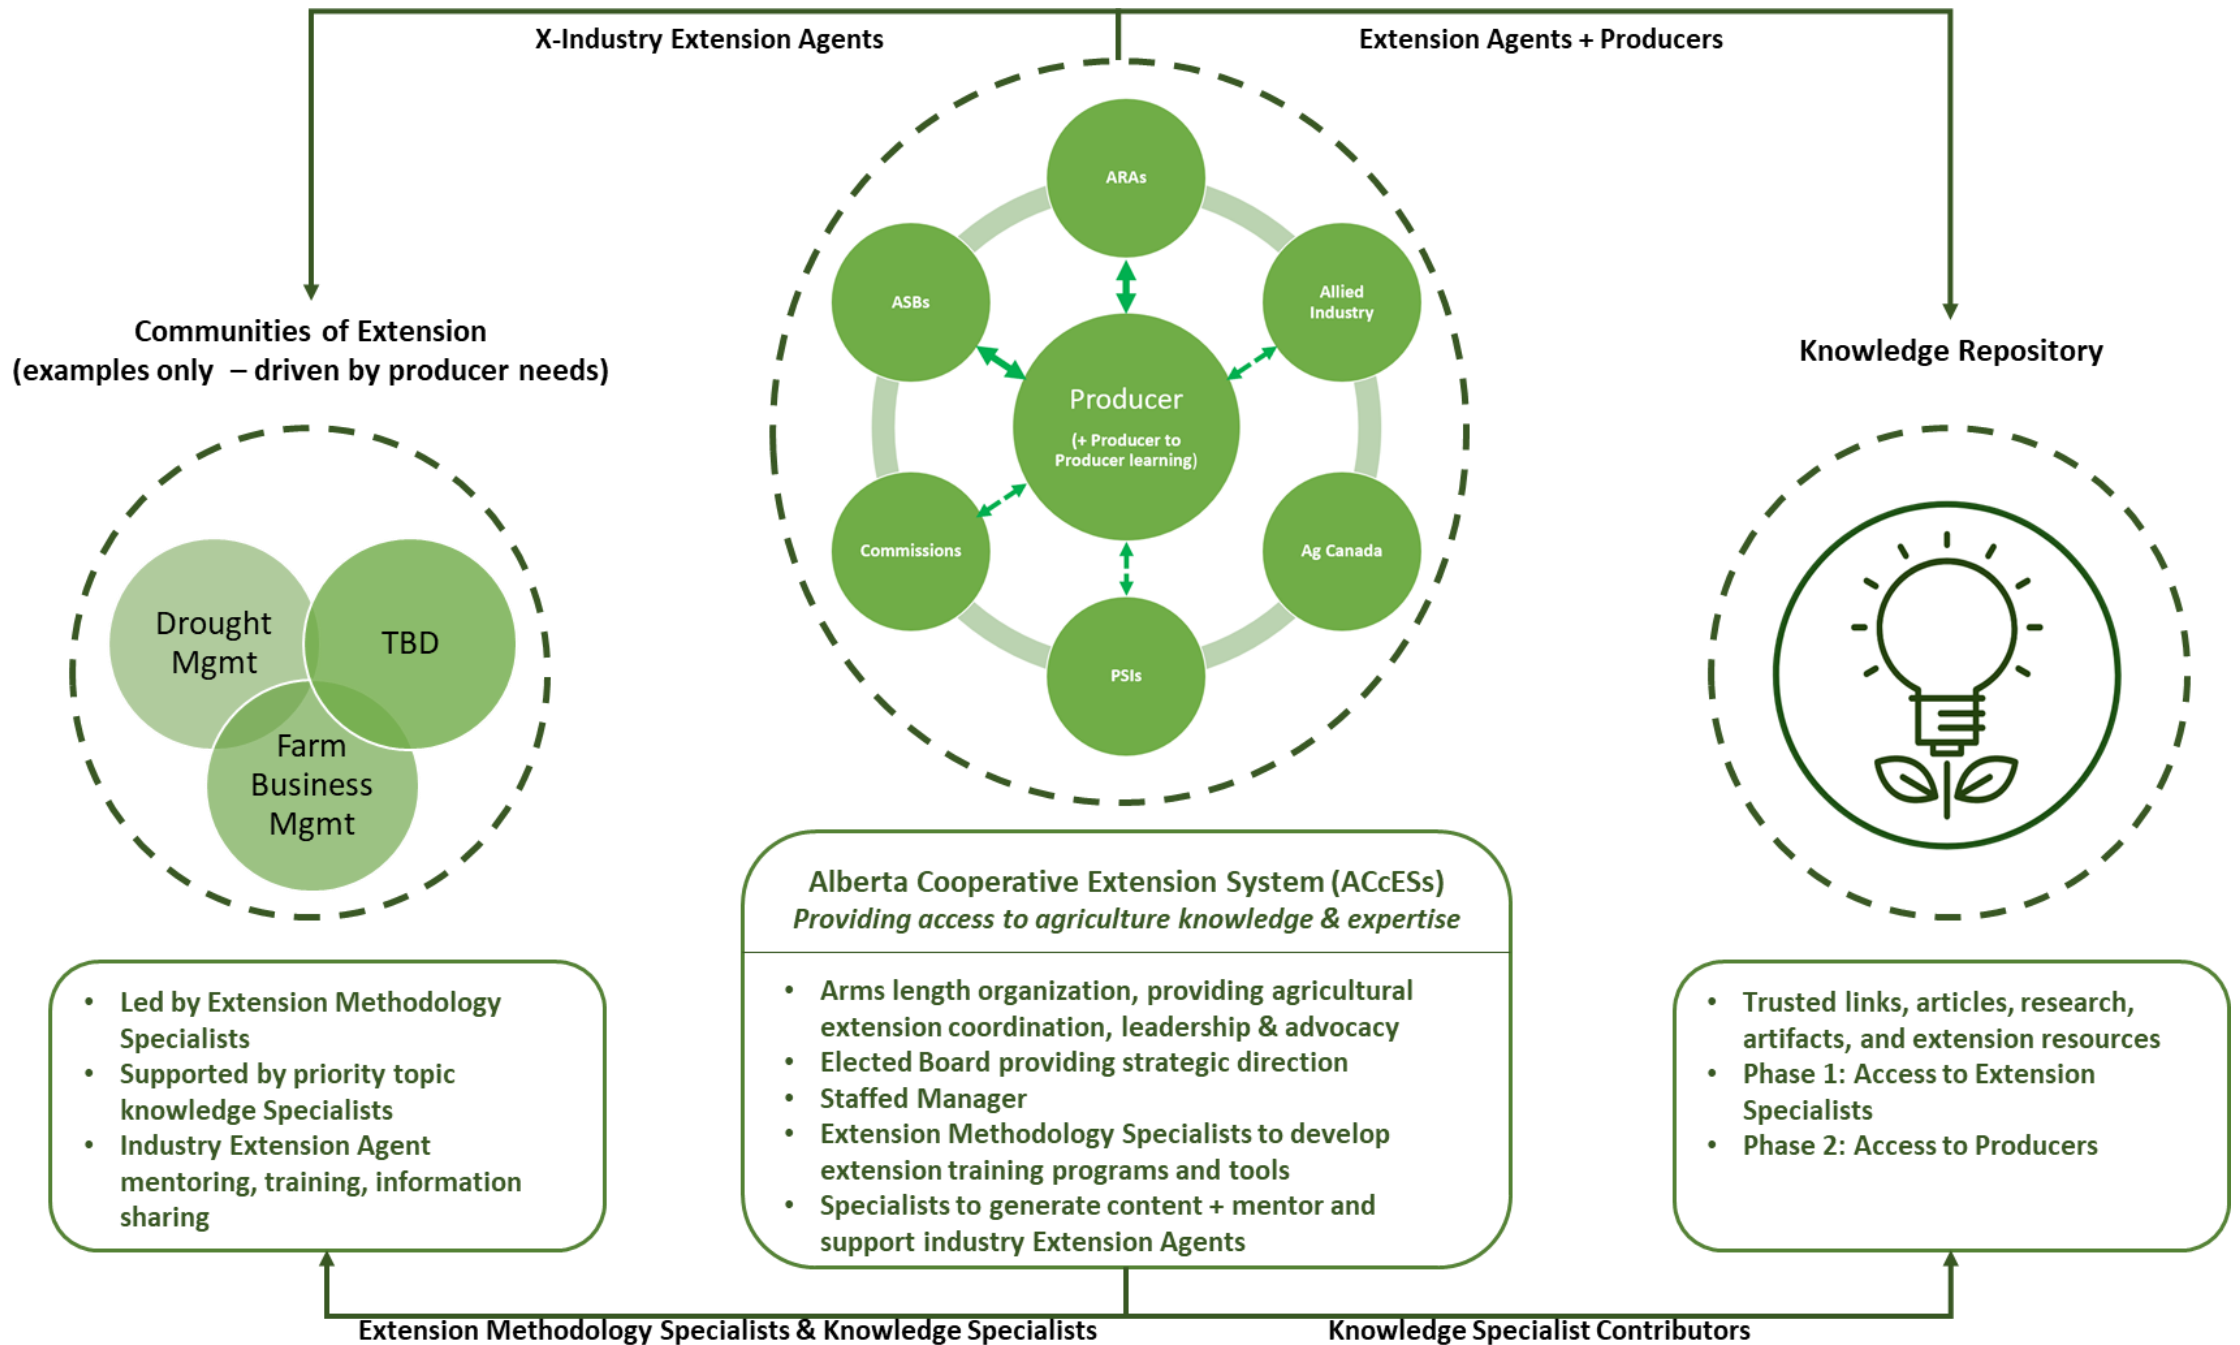 X-Industry Extension Agents
Extension Agents + Producers
Communities of Extension
(examples only – driven by producer needs)
Drought
Mgmt
TBD
Farm
Business
Mgmt
ARAs
ASBs
Allied
Industry
Producer
(+ Producer to
Producer learning)
Commissions
Ag Canada
PSIs
Knowledge Repository
• Led by Extension Methodology
Specialists
• Supported by priority topic
knowledge Specialists
• Industry Extension Agent
mentoring, training, information
sharing
Alberta Cooperative Extension System (ACcESs)
Providing access to agriculture knowledge & expertise
• Arms length organization, providing agricultural
extension coordination, leadership & advocacy
• Elected Board providing strategic direction
• Staffed Manager
• Extension Methodology Specialists to develop
extension training programs and tools
• Specialists to generate content + mentor and
support industry Extension Agents
• Trusted links, articles, research,
artifacts, and extension resources
• Phase 1: Access to Extension
Specialists
• Phase 2: Access to Producers
Extension Methodology Specialists & Knowledge Specialists
Knowledge Specialist Contributors